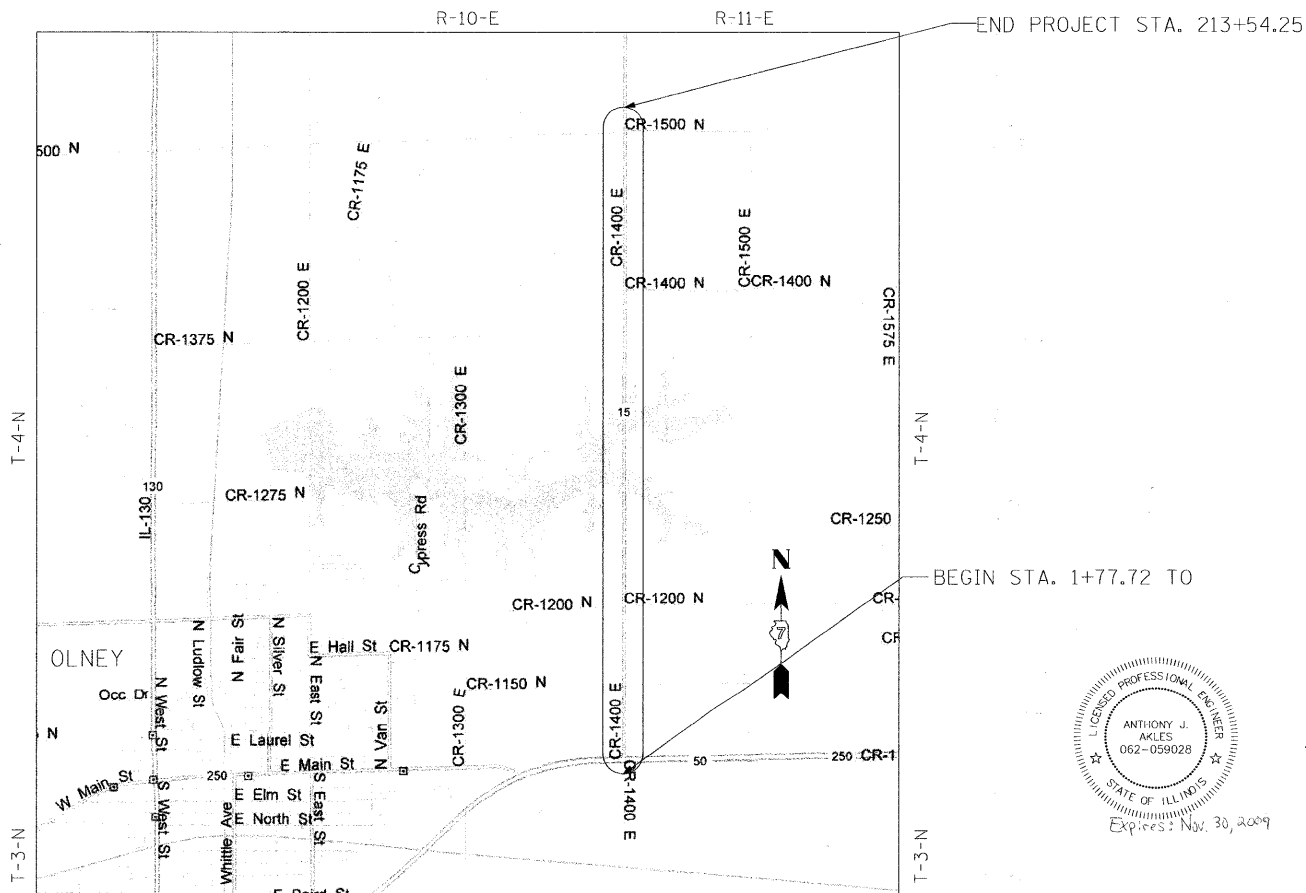 R-10-E
R-11-E
END PROJECT STA. 213+54.25
CR-1500 N
500 N
CR-1175 E
CR-1400 E
CR-1500 E
CR-1400 N
CR-1400 N
CR-1200 E
CR-1375 N
CR-1575 E
CR-1300 E
15
T-4-N
T-4-N
130
IL-130
CR-1275 N
Cypress Rd
CR-1250
N
7
BEGIN STA. 1+77.72 TO
CR-1200 N
CR-1200 N
CR-
CR
OLNEY
N Ludlow St
N Fair St
N Silver St
E Hall St
CR-1175 N
N East St
Occ Dr
N West St
CR-1150 N
CR-1300 E
N Van St
CR-1400 E
N
E Laurel St
E Main St
250
50
250
CR-1
W Main St
S West St
Whittle Ave
E Elm St
S East St
E North St
CR-1400 E
T-3-N
T-3-N
LICENSED PROFESSIONAL ENGINEER
ANTHONY J.
AKLES
062-059028
STATE OF ILLINOIS
Expires: Nov. 30, 2009